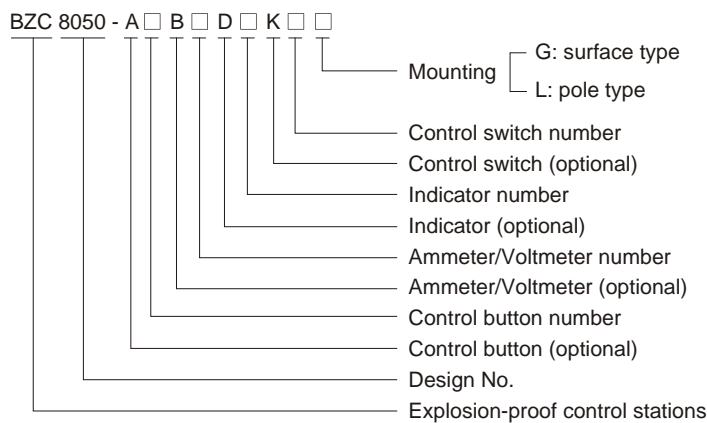 BZC 8050 - A □ B □ D □ K □ □
G: surface type
Mounting
L: pole type
Control switch number
Control switch (optional)
Indicator number
Indicator (optional)
Ammeter/Voltmeter number
Ammeter/Voltmeter (optional)
Control button number
Control button (optional)
Design No.
Explosion-proof control stations